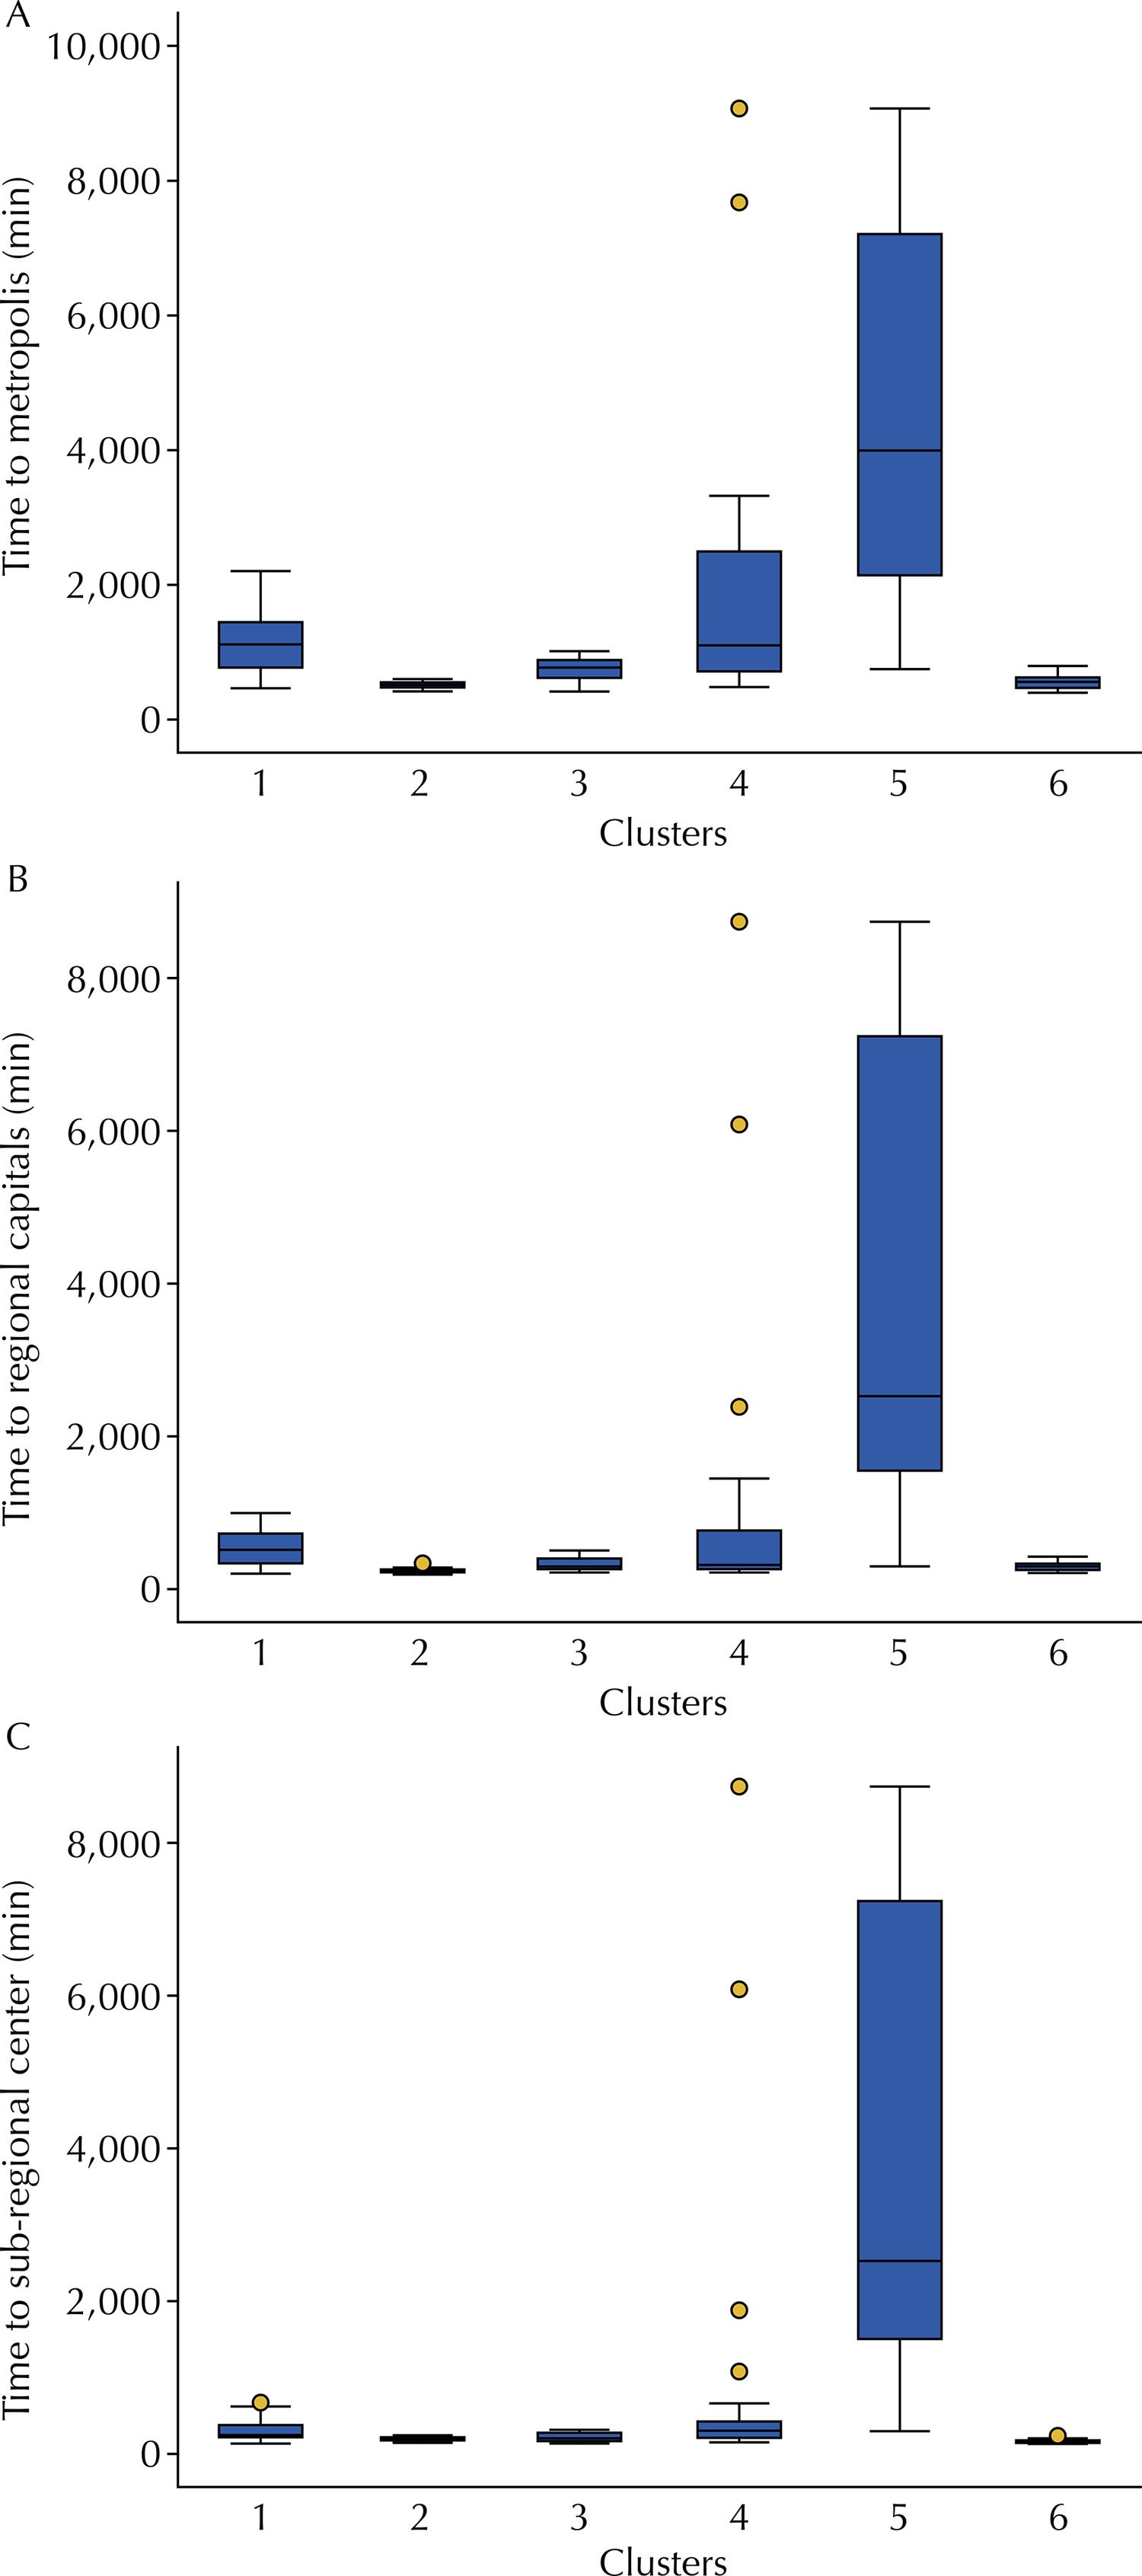 A
Time to metropolis (min)
10,000
8,000
6,000
4,000
2,000
0
1 2 3 4 5 6
Clusters
B
Time to regional capitals (min)
8,000
6,000
4,000
2,000
0
1 2 3 4 5 6
Clusters
C
Time to sub-regional center (min)
8,000
6,000
4,000
2,000
0
1 2 3 4 5 6
Clusters